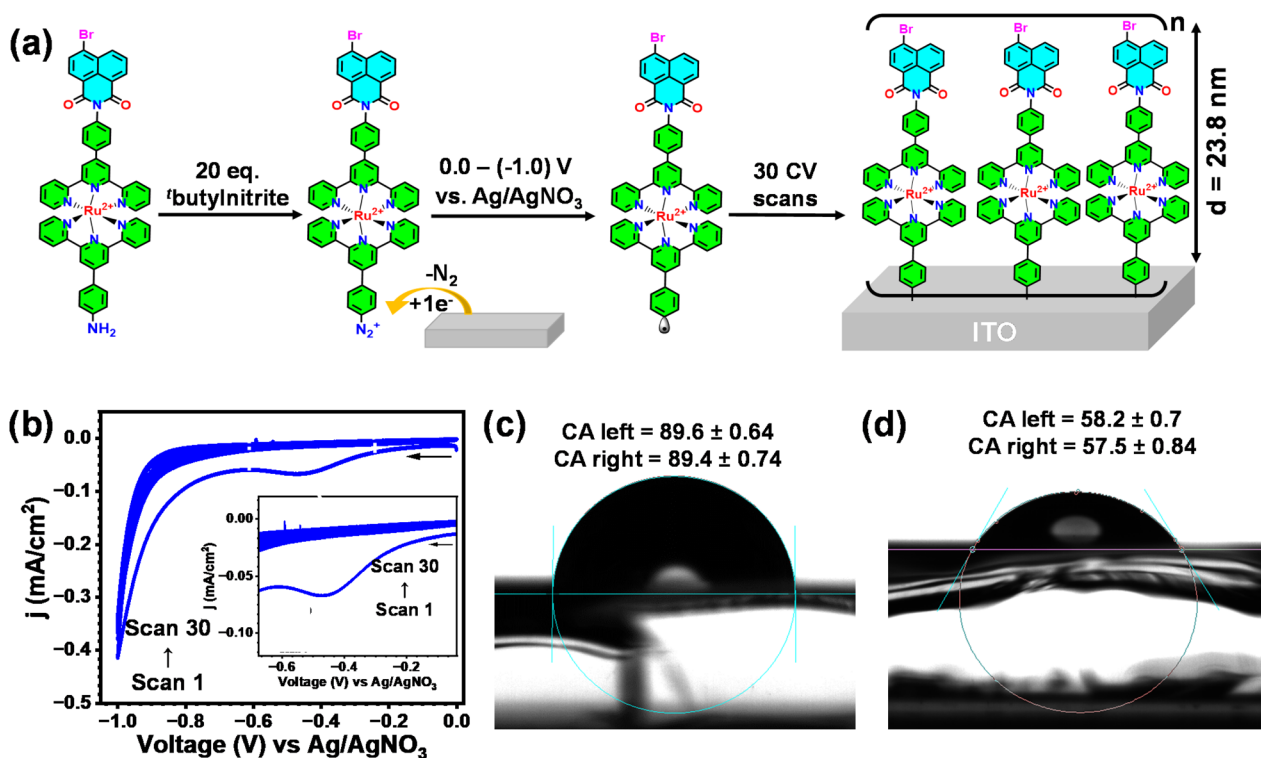 (a)
Br
O
N
O
N
N
N
Ru2+
N
N
N
NH2
20 eq.
tbutylnitrite
Br
O
N
O
N
N
N
Ru2+
N
N
N
N2+
-N2
+1e-
0.0 – (-1.0) V
vs. Ag/AgNO3
Br
O
N
O
N
N
N
Ru2+
N
N
N
30 CV
scans
n
Br
Br
Br
O
N
O
O
N
O
O
N
O
N
N
N
Ru2+
N
N
N
N
N
N
Ru2+
N
N
N
N
N
N
Ru2+
N
N
N
d = 23.8 nm
ITO
(b)
0.0
−0.1
−0.2
−0.3
−0.4
−0.5
j (mA/cm2)
Scan 30
↑
Scan 1
−1.0
−0.8
−0.6
−0.4
−0.2
0.0
Voltage (V) vs Ag/AgNO3
0.00
−0.05
−0.10
j (mA/cm2)
Scan 30
↑
Scan 1
−0.6
−0.4
−0.2
Voltage (V) vs Ag/AgNO3
(c)
CA left = 89.6 ± 0.64
CA right = 89.4 ± 0.74
(d)
CA left = 58.2 ± 0.7
CA right = 57.5 ± 0.84